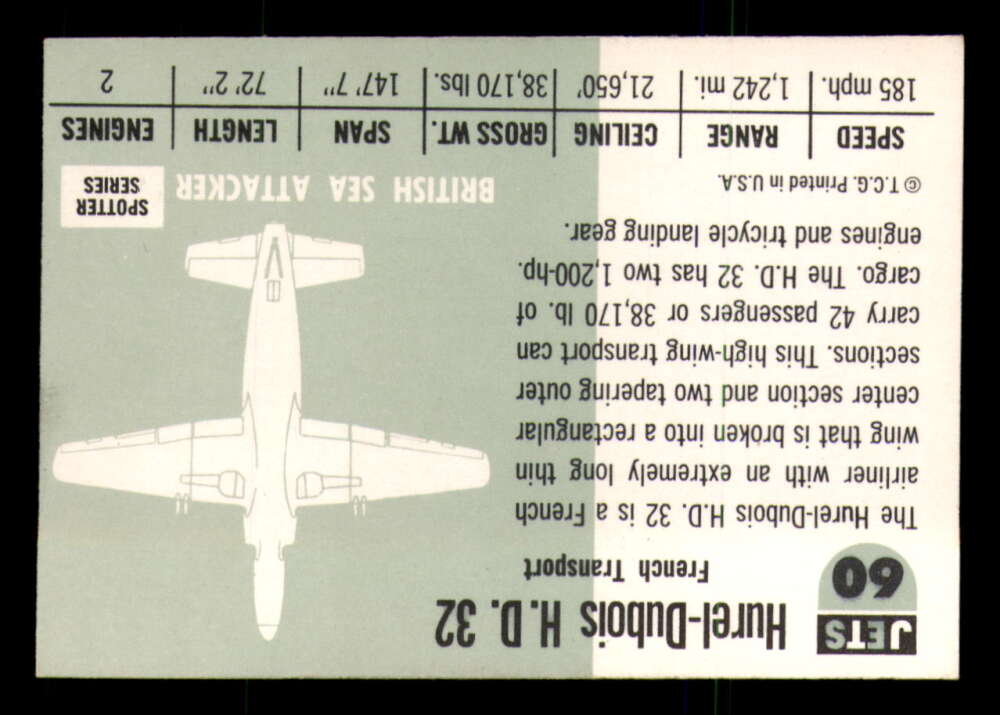 JETS
60
Hurel-Dubois H.D. 32
French Transport
The Hurel-Dubois H.D. 32 is a French
airliner with an extremely long thin
wing that is broken into a rectangular
center section and two tapering outer
sections. This high-wing transport can
carry 42 passengers or 38,170 lb. of
cargo. The H.D. 32 has two 1,200-hp.
engines and tricycle landing gear.
© T.C.G. Printed in U.S.A.
BRITISH SEA ATTACKER
SPOTTER
SERIES
SPEED RANGE CEILING GROSS WT. SPAN LENGTH ENGINES
185 mph. 1,242 mi. 21,650' 38,170 lbs. 147' 7" 72' 2" 2